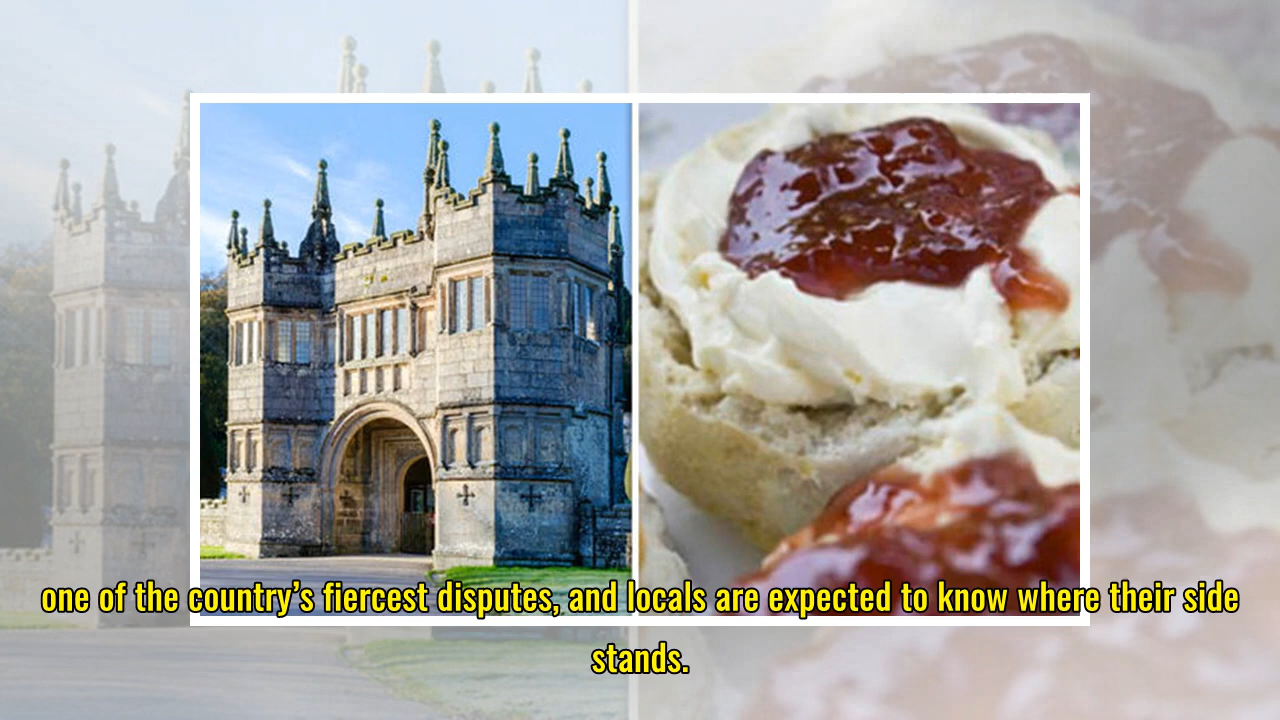 one of the country’s fiercest disputes, and locals are expected to know where their side
stands.